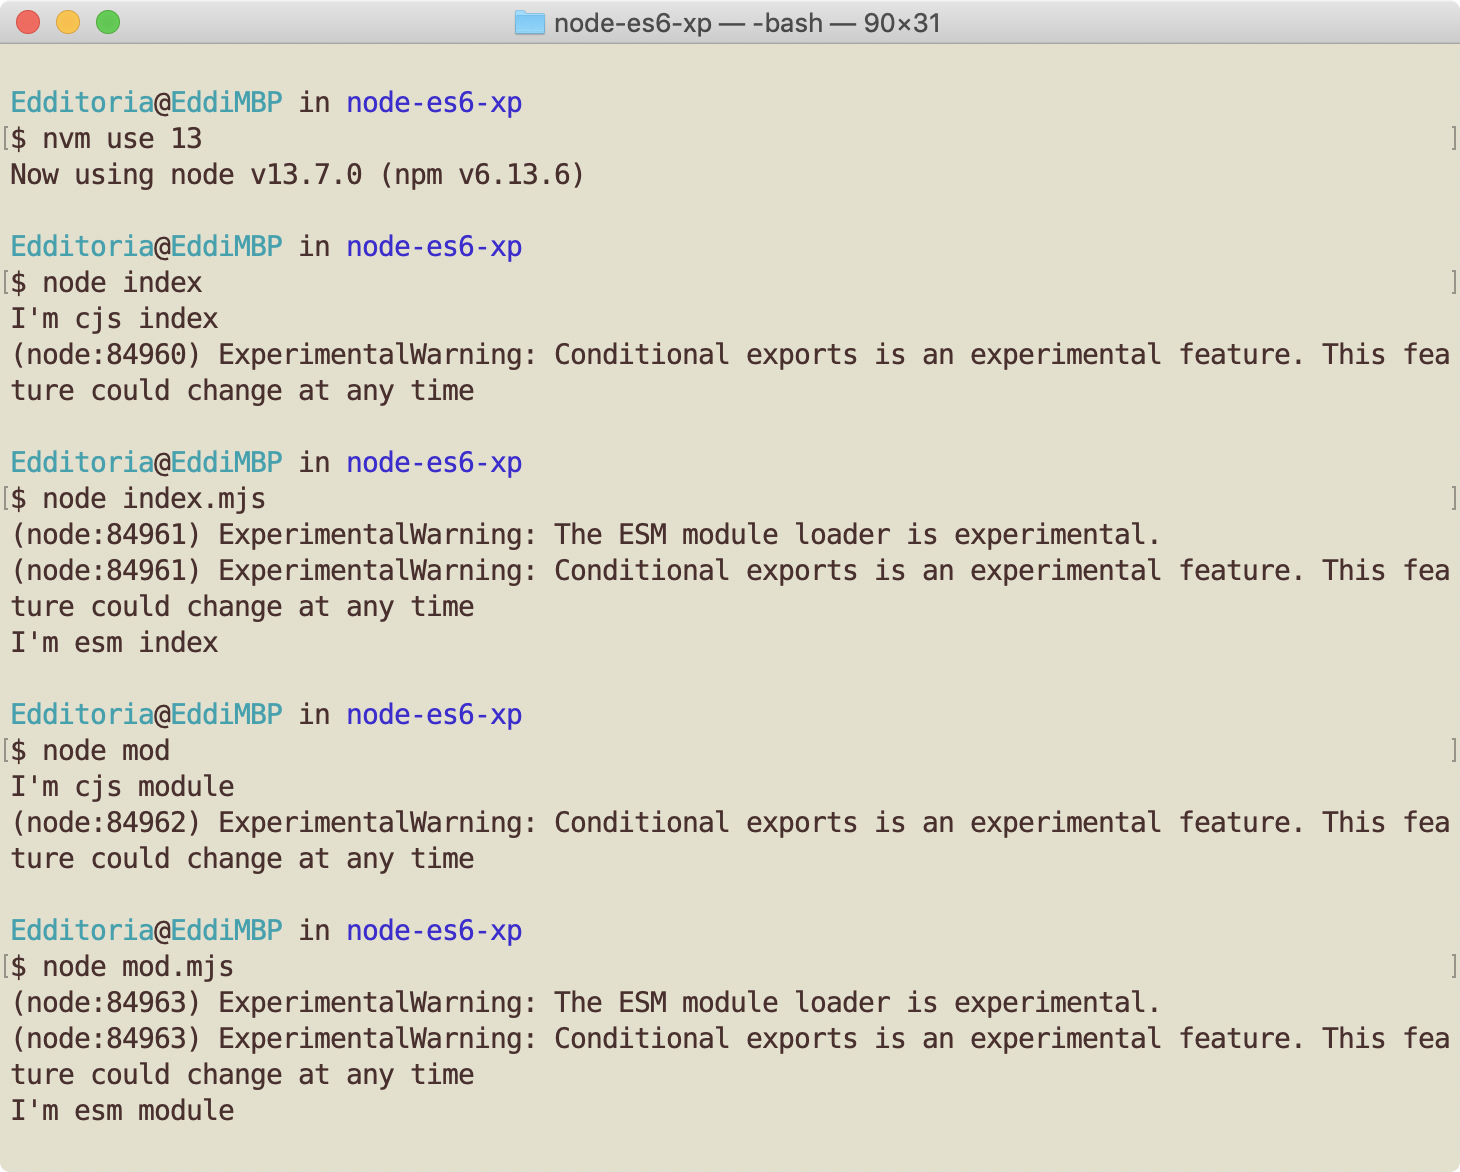 node-es6-xp — -bash — 90×31
Edditoria@EddiMBP in node-es6-xp
[$ nvm use 13 ]
Now using node v13.7.0 (npm v6.13.6)
Edditoria@EddiMBP in node-es6-xp
[$ node index ]
I'm cjs index
(node:84960) ExperimentalWarning: Conditional exports is an experimental feature. This fea
ture could change at any time
Edditoria@EddiMBP in node-es6-xp
[$ node index.mjs ]
(node:84961) ExperimentalWarning: The ESM module loader is experimental.
(node:84961) ExperimentalWarning: Conditional exports is an experimental feature. This fea
ture could change at any time
I'm esm index
Edditoria@EddiMBP in node-es6-xp
[$ node mod ]
I'm cjs module
(node:84962) ExperimentalWarning: Conditional exports is an experimental feature. This fea
ture could change at any time
Edditoria@EddiMBP in node-es6-xp
[$ node mod.mjs ]
(node:84963) ExperimentalWarning: The ESM module loader is experimental.
(node:84963) ExperimentalWarning: Conditional exports is an experimental feature. This fea
ture could change at any time
I'm esm module